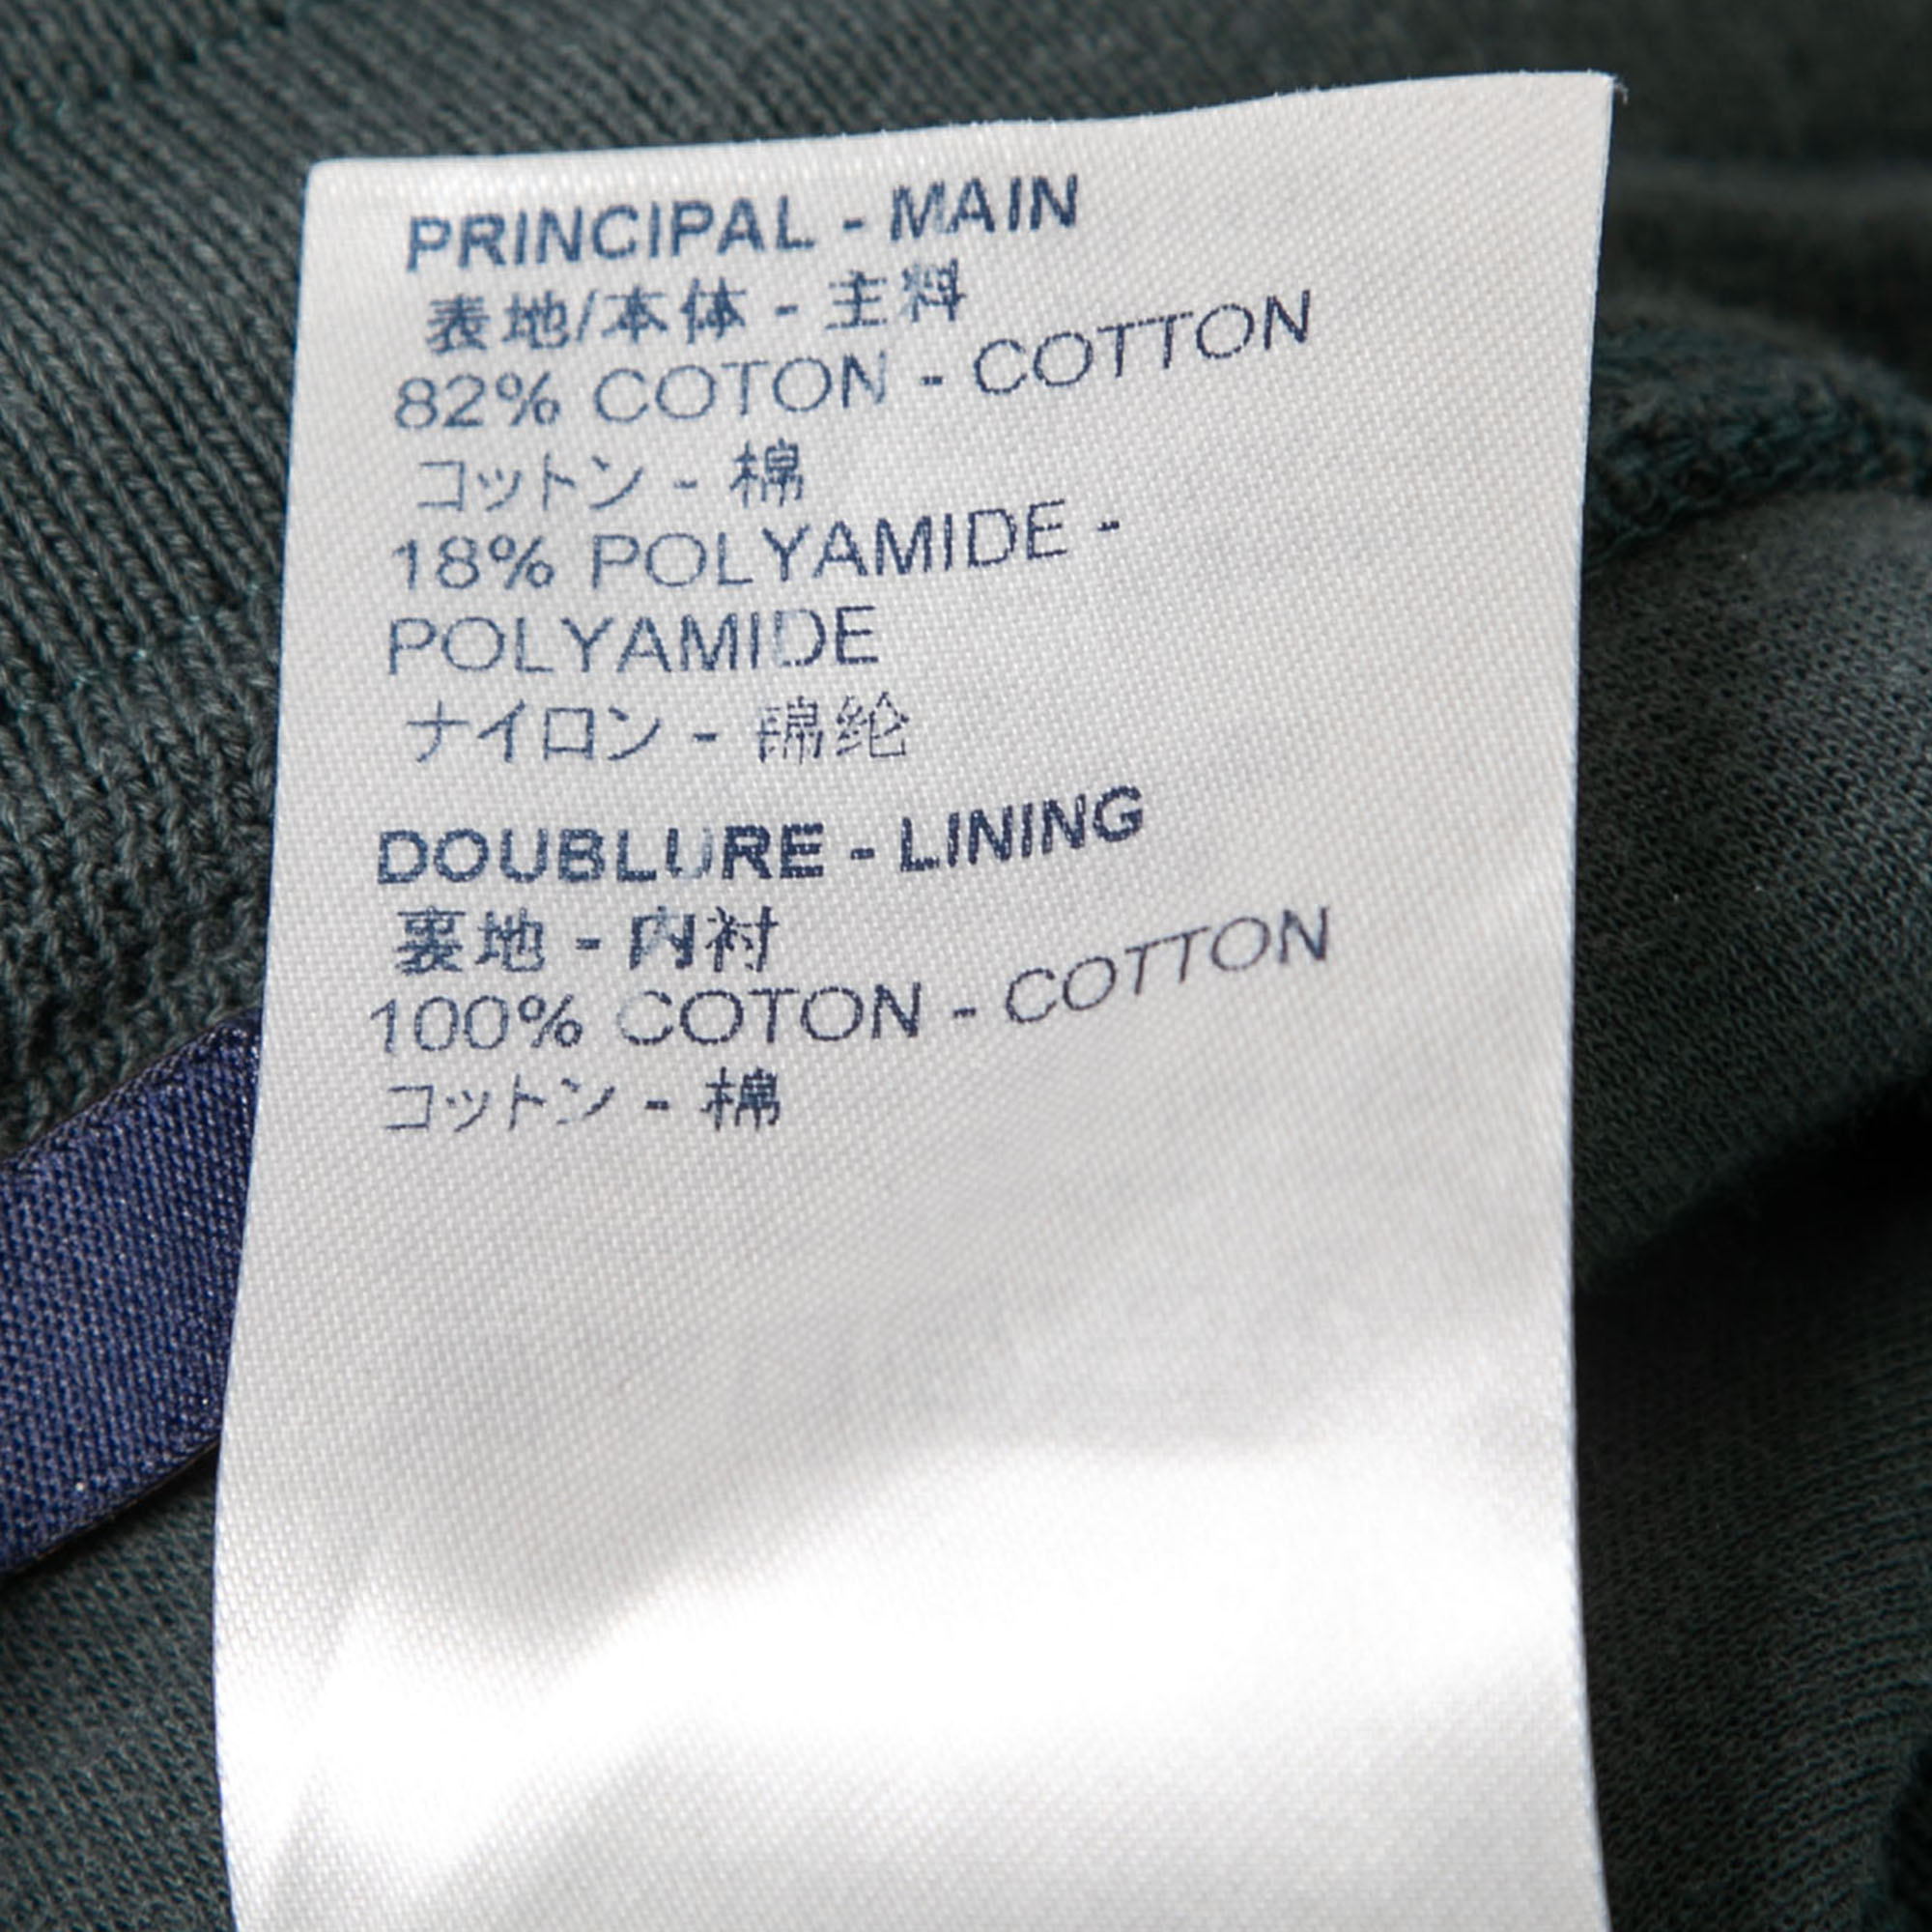 PRINCIPAL - MAIN
表地/本体 - 主料
82% COTON - COTTON
コットン - 棉
18% POLYAMIDE -
POLYAMIDE
ナイロン - 锦纶
DOUBLURE - LINING
裏地 - 内衬
100% COTON - COTTON
コットン - 棉